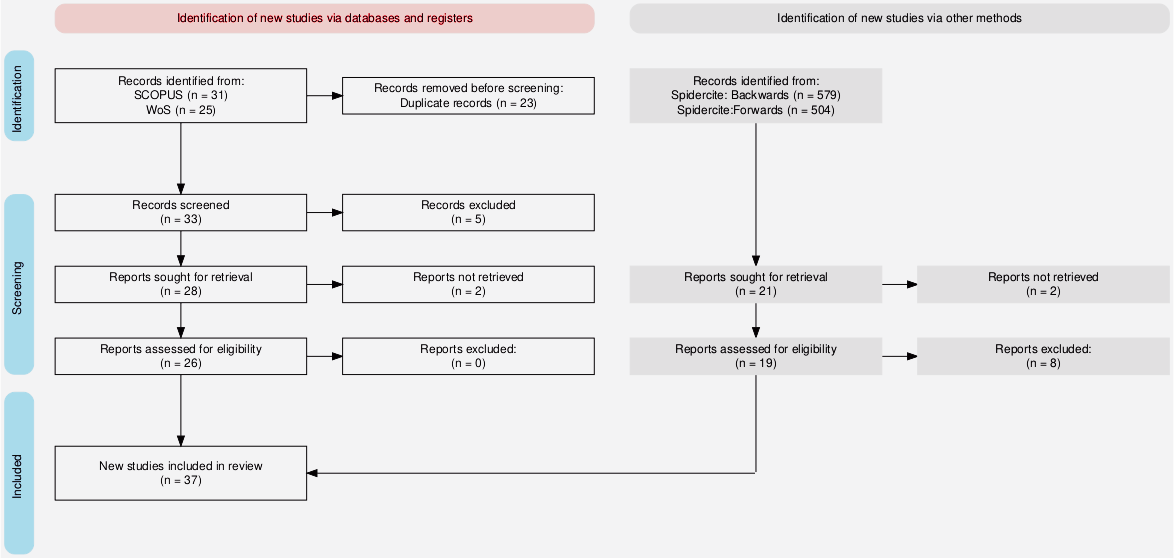 Identification of new studies via databases and registers
Identification of new studies via other methods
Identification
Records identified from:
SCOPUS (n = 31)
WoS (n = 25)
Records removed before screening:
Duplicate records (n = 23)
Records identified from:
Spidercite: Backwards (n = 579)
Spidercite:Forwards (n = 504)
Screening
Records screened
(n = 33)
Records excluded
(n = 5)
Reports sought for retrieval
(n = 28)
Reports not retrieved
(n = 2)
Reports sought for retrieval
(n = 21)
Reports not retrieved
(n = 2)
Reports assessed for eligibility
(n = 26)
Reports excluded:
(n = 0)
Reports assessed for eligibility
(n = 19)
Reports excluded:
(n = 8)
Included
New studies included in review
(n = 37)